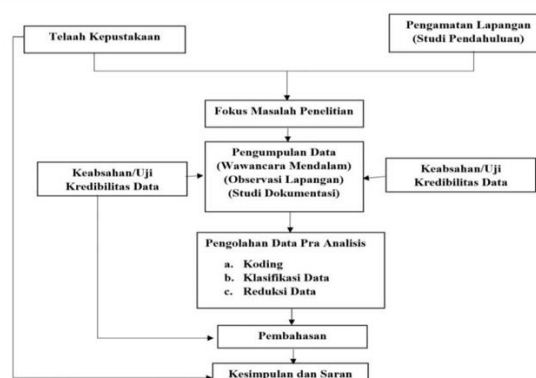 Telaah Kepustakaan
Pengamatan Lapangan
(Studi Pendahuluan)
Fokus Masalah Penelitian
Keabsahan/Uji
Kredibilitas Data
Pengumpulan Data
(Wawancara Mendalam)
(Observasi Lapangan)
(Studi Dokumentasi)
Keabsahan/Uji
Kredibilitas Data
Pengolahan Data Pra Analisis
a. Koding
b. Klasifikasi Data
c. Reduksi Data
Pembahasan
Kesimpulan dan Saran